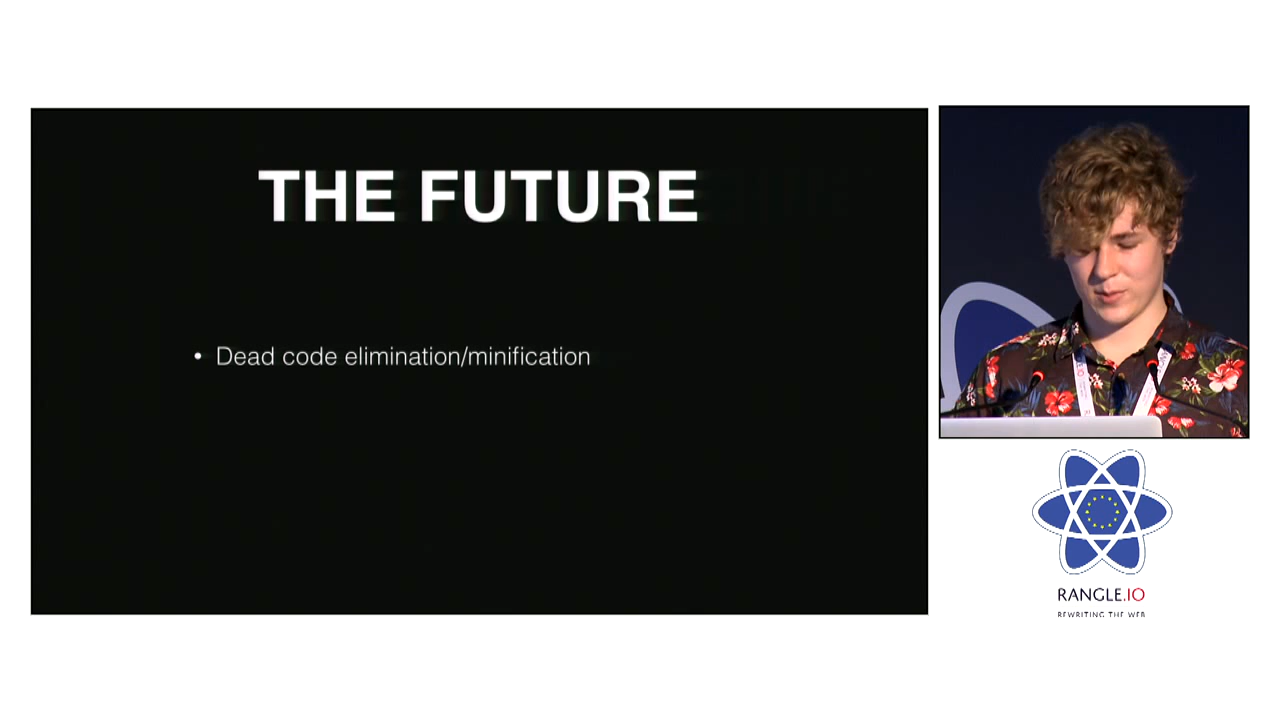 THE FUTURE
• Dead code elimination/minification
RANGLE.IO
REWRITING THE WEB